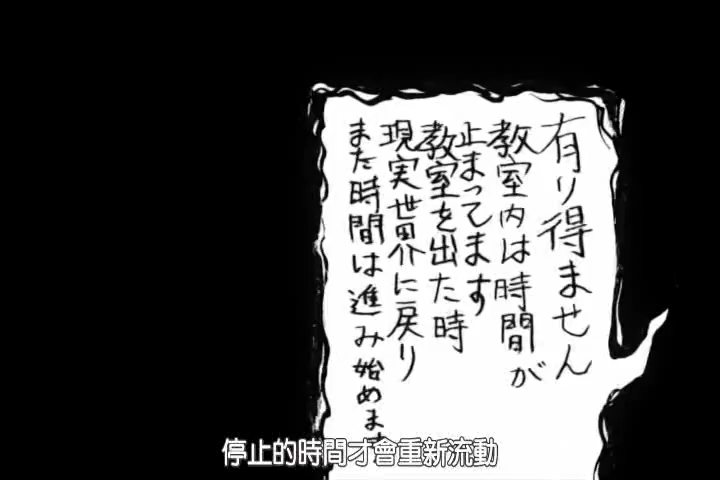 有り得ません
教室内は時間が
止まってます
教室を出た時
現実世界に戻り
また時間は進み始めます
停止的時間才會重新流動